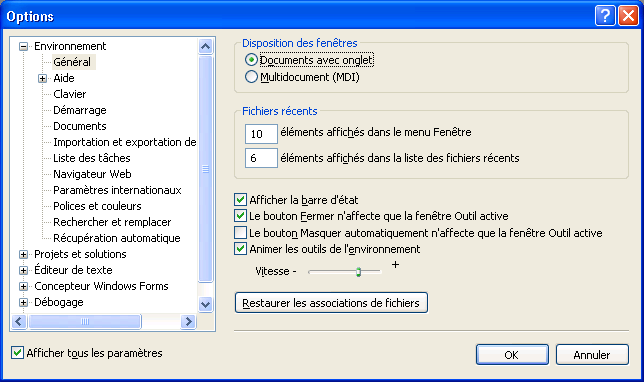 Options
Environnement
Général
Aide
Clavier
Démarrage
Documents
Importation et exportation de
Liste des tâches
Navigateur Web
Paramètres internationaux
Polices et couleurs
Rechercher et remplacer
Récupération automatique
Projets et solutions
Éditeur de texte
Concepteur Windows Forms
Débogage
Afficher tous les paramètres
Disposition des fenêtres
Documents avec onglet
Multidocument (MDI)
Fichiers récents
10 éléments affichés dans le menu Fenêtre
6 éléments affichés dans la liste des fichiers récents
Afficher la barre d'état
Le bouton Fermer n'affecte que la fenêtre Outil active
Le bouton Masquer automatiquement n'affecte que la fenêtre Outil active
Animer les outils de l'environnement
Vitesse - +
Restaurer les associations de fichiers
OK
Annuler